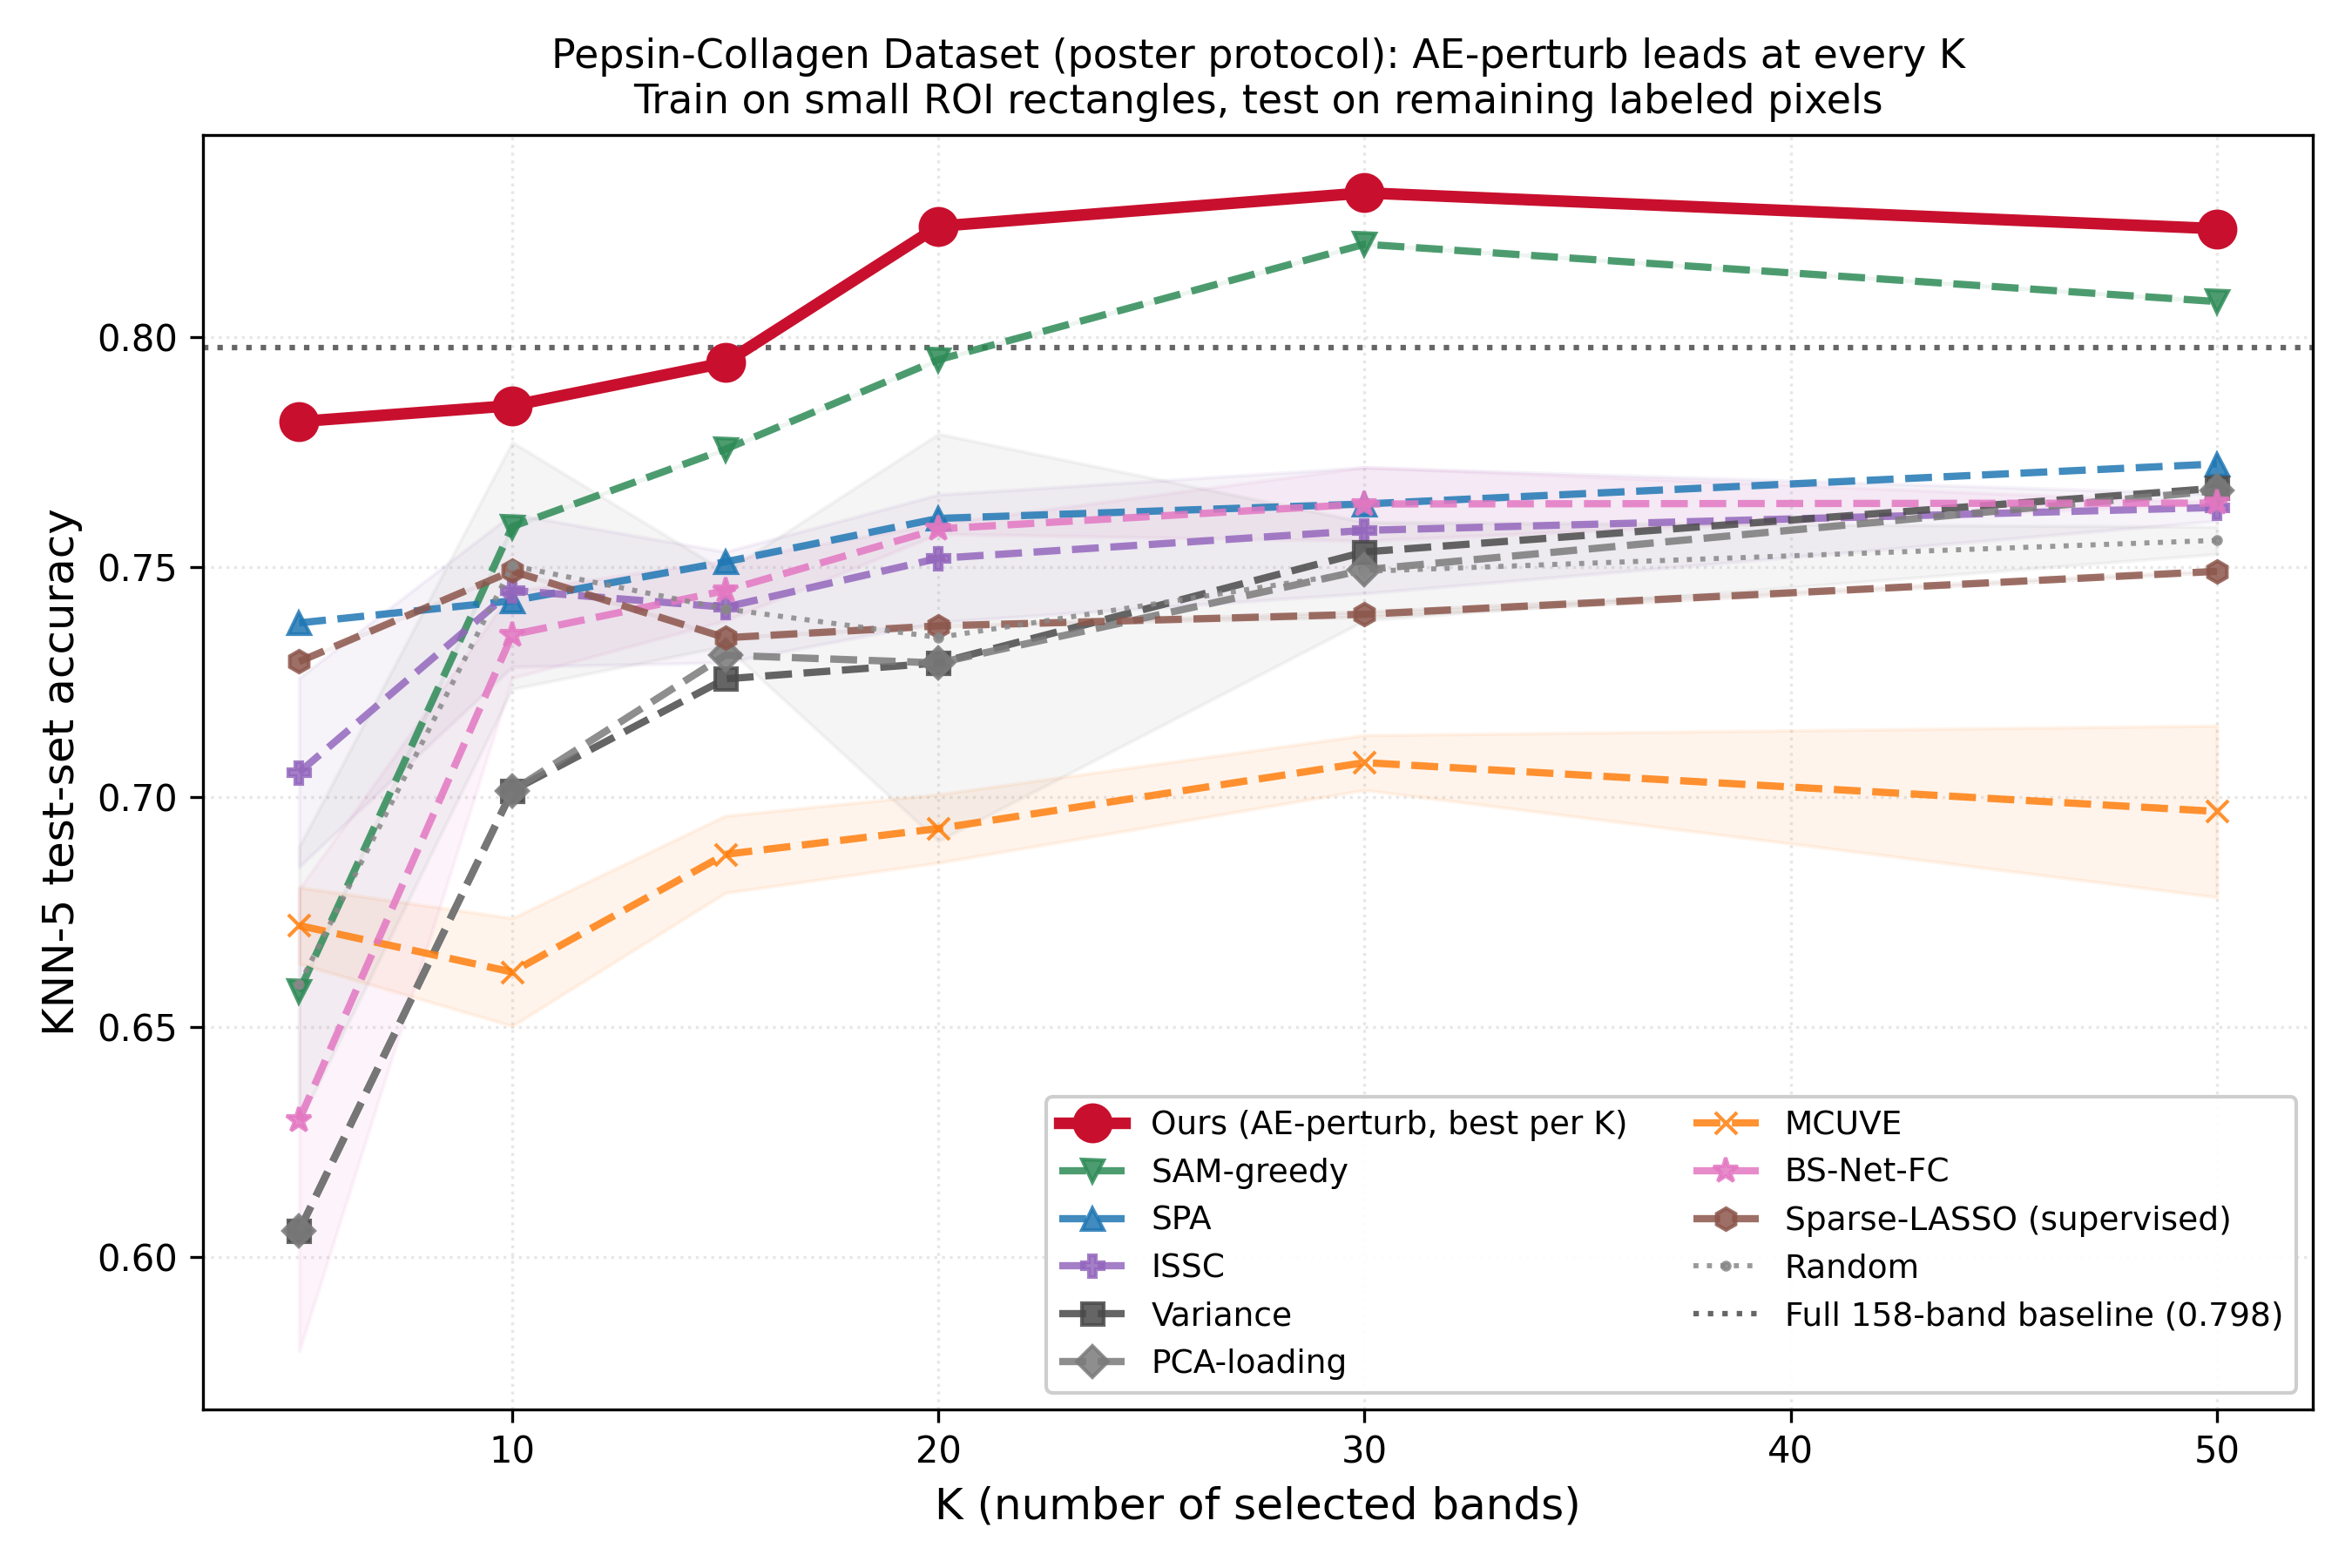 Pepsin-Collagen Dataset (poster protocol): AE-perturb leads at every K
Train on small ROI rectangles, test on remaining labeled pixels
KNN-5 test-set accuracy
0.80
0.75
0.70
0.65
0.60
10
20
30
40
50
K (number of selected bands)
Ours (AE-perturb, best per K)
SAM-greedy
SPA
ISSC
Variance
PCA-loading
MCUVE
BS-Net-FC
Sparse-LASSO (supervised)
Random
Full 158-band baseline (0.798)